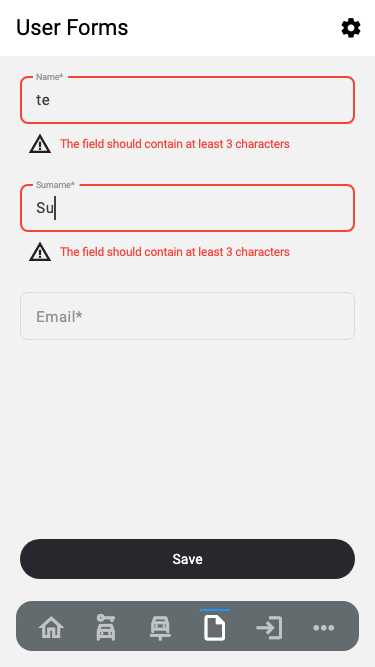 User Forms
Name*
te
The field should contain at least 3 characters
Surname*
Su
The field should contain at least 3 characters
Email*
Save